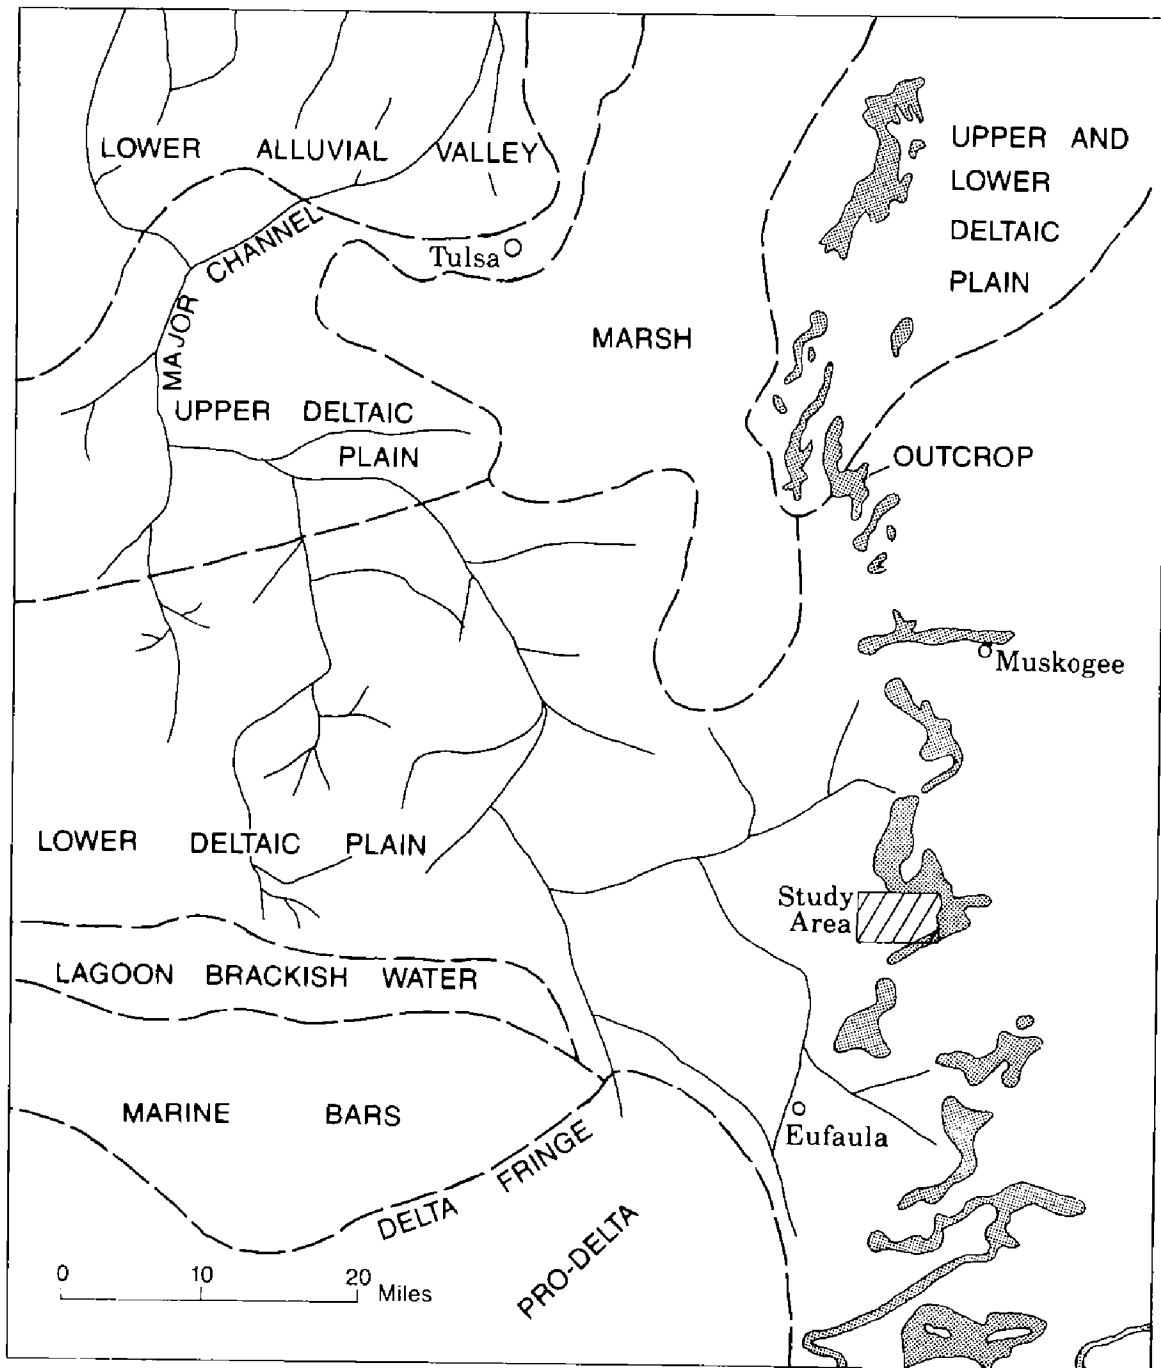 LOWER ALLUVIAL VALLEY
UPPER AND
LOWER
DELTAIC
PLAIN
MAJOR CHANNEL
Tulsa
MARSH
UPPER DELTAIC
PLAIN
OUTCROP
Muskogee
LOWER DELTAIC PLAIN
Study
Area
LAGOON BRACKISH WATER
MARINE BARS
Eufaula
DELTA FRINGE
PRO-DELTA
0 10 20 Miles